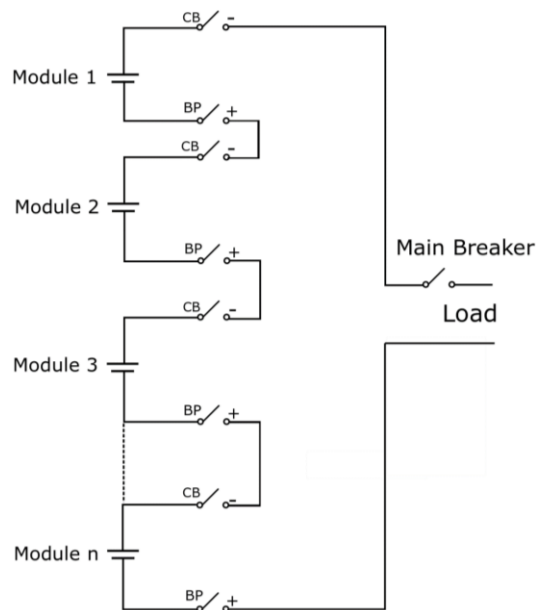 CB -
Module 1
BP +
CB -
Module 2
BP +
Main Breaker
CB -
Load
Module 3
BP +
CB -
Module n
BP +